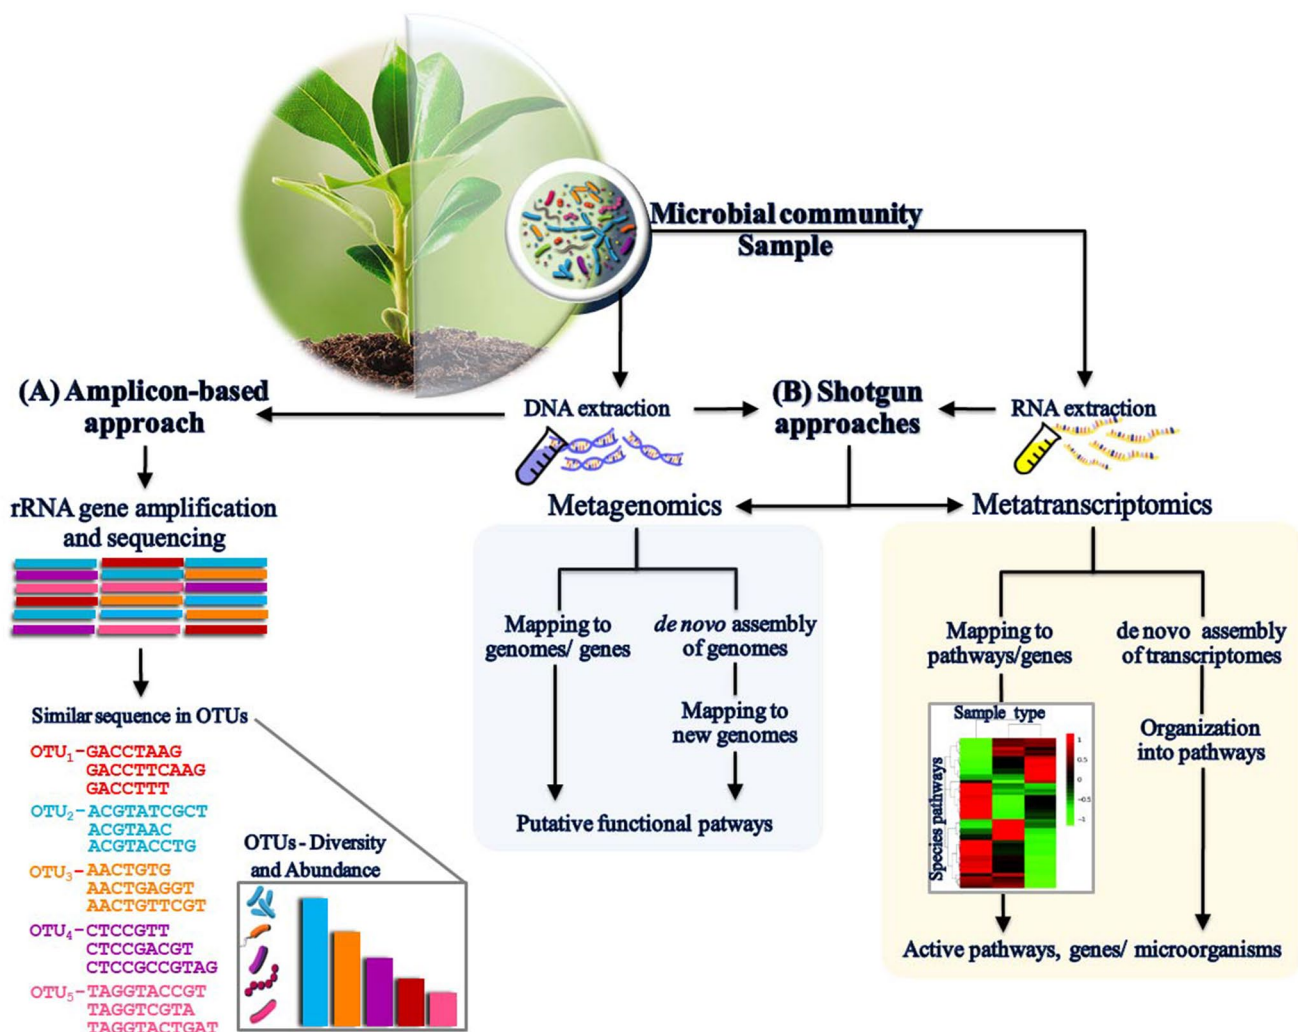 Microbial community
Sample
(A) Amplicon-based
approach
DNA extraction
(B) Shotgun
approaches
RNA extraction
rRNA gene amplification
and sequencing
Metagenomics
Metatranscriptomics
Mapping to
genomes/ genes
de novo assembly
of genomes
Mapping to
new genomes
Putative functional patways
Mapping to
pathways/genes
de novo assembly
of transcriptomes
Organization
into pathways
Sample type
Species pathways
1
0.5
0
-0.5
-1
Active pathways, genes/ microorganisms
Similar sequence in OTUs
OTU1-GACCTAAG
GACCTTCAAG
GACCTTT
OTU2-ACGTATCGCT
ACGTAAC
ACGTACCTG
OTU3-AACTGTG
AACTGAGGT
AACTGTTCGT
OTU4-CTCCGTT
CTCCGACGT
CTCCGCCGTAG
OTU5-TAGGTACCGT
TAGGTCGTA
TAGGTACTGAT
OTUs - Diversity
and Abundance